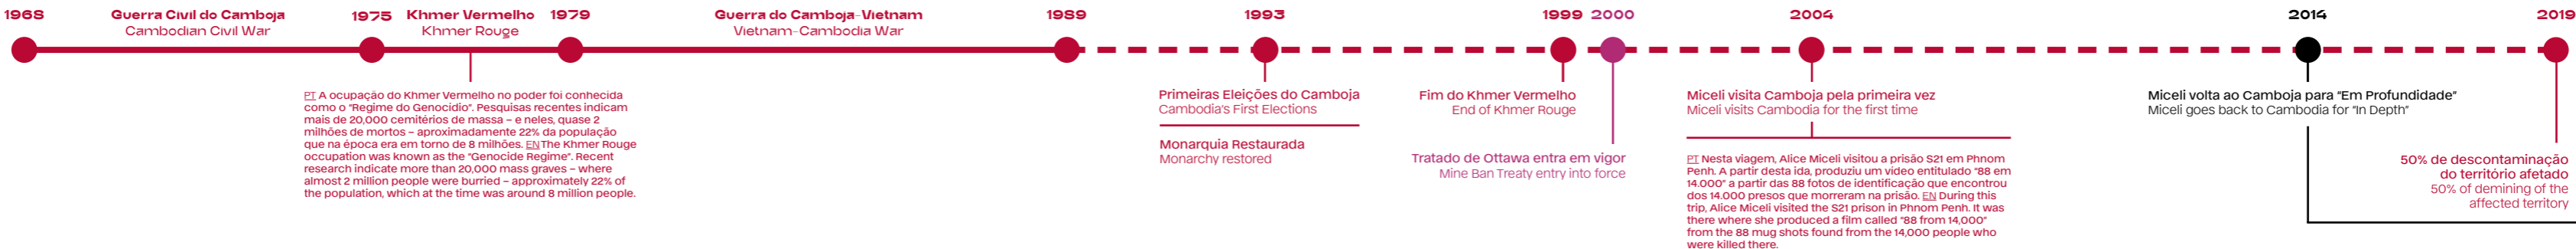 1968
Guerra Civil do Camboja
Cambodian Civil War
1975
Khmer Vermelho
Khmer Rouge
1979
Guerra do Camboja-Vietnam
Vietnam-Cambodia War
1989
1993
1999
2000
2004
2014
2019
PT A ocupação do Khmer Vermelho no poder foi conhecida
como o “Regime do Genocídio”. Pesquisas recentes indicam
mais de 20,000 cemitérios de massa – e neles, quase 2
milhões de mortos – aproximadamente 22% da população
que na época era em torno de 8 milhões. EN The Khmer Rouge
occupation was known as the “Genocide Regime”. Recent
research indicate more than 20,000 mass graves – where
almost 2 million people were burried – approximately 22% of
the population, which at the time was around 8 million people.
Primeiras Eleições do Camboja
Cambodia's First Elections
Monarquia Restaurada
Monarchy restored
Fim do Khmer Vermelho
End of Khmer Rouge
Tratado de Ottawa entra em vigor
Mine Ban Treaty entry into force
Miceli visita Camboja pela primeira vez
Miceli visits Cambodia for the first time
PT Nesta viagem, Alice Miceli visitou a prisão S21 em Phnom
Penh. A partir desta ida, produziu um vídeo entitulado “88 em
14.000” a partir das 88 fotos de identificação que encontrou
dos 14.000 presos que morreram na prisão. EN During this
trip, Alice Miceli visited the S21 prison in Phnom Penh. It was
there where she produced a film called “88 from 14,000”
from the 88 mug shots found from the 14,000 people who
were killed there.
Miceli volta ao Camboja para “Em Profundidade”
Miceli goes back to Cambodia for “In Depth”
50% de descontaminação
do território afetado
50% of demining of the
affected territory